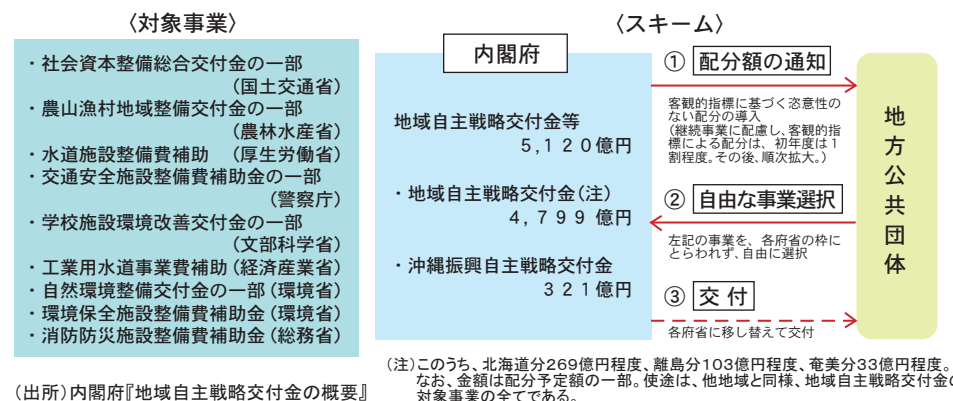 〈対象事業〉
・社会資本整備総合交付金の一部
(国土交通省)
・農山漁村地域整備交付金の一部
(農林水産省)
・水道施設整備費補助 (厚生労働省)
・交通安全施設整備費補助金の一部
(警察庁)
・学校施設環境改善交付金の一部
(文部科学省)
・工業用水道事業費補助(経済産業省)
・自然環境整備交付金の一部(環境省)
・環境保全施設整備費補助金(環境省)
・消防防災施設整備費補助金(総務省)
(出所)内閣府『地域自主戦略交付金の概要』
〈スキーム〉
内閣府
地域自主戦略交付金等
5,120億円
・地域自主戦略交付金(注)
4,799 億円
・沖縄振興自主戦略交付金
321億円
① 配分額の通知
客観的指標に基づく恣意性の
ない配分の導入
(継続事業に配慮し、客観的指
標による配分は、初年度は1
割程度。その後、順次拡大。)
② 自由な事業選択
左記の事業を、各府省の枠に
とらわれず、自由に選択
③ 交 付
各府省に移し替えて交付
地方公共団体
(注)このうち、北海道分269億円程度、離島分103億円程度、奄美分33億円程度。
なお、金額は配分予定額の一部。使途は、他地域と同様、地域自主戦略交付金の
対象事業の全てである。